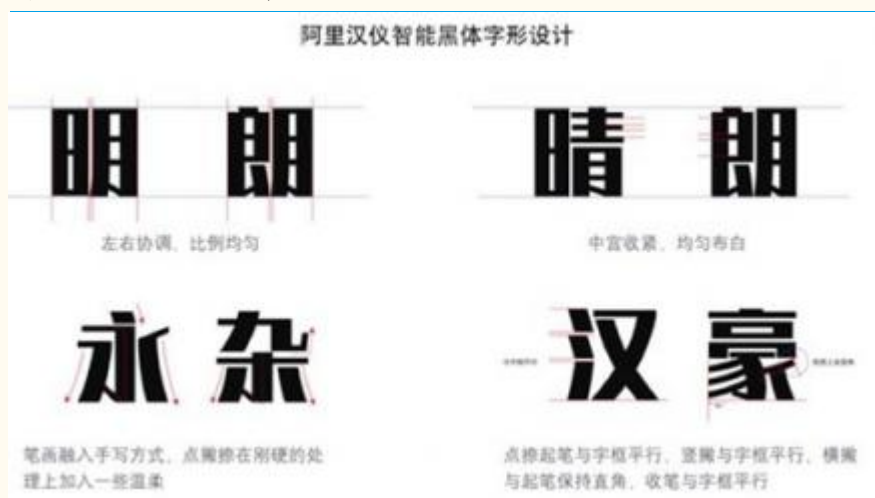 阿里汉仪智能黑体字形设计
明 朗
晴 朗
左右协调、比例均匀
中宫收紧、均匀布白
永 杂
汉 豪
笔画融入手写方式，点撇捺在刚硬的处
理上加入一些温柔
点捺起笔与字框平行、竖撇与字框平行、横撇
与起笔保持直角、收笔与字框平行